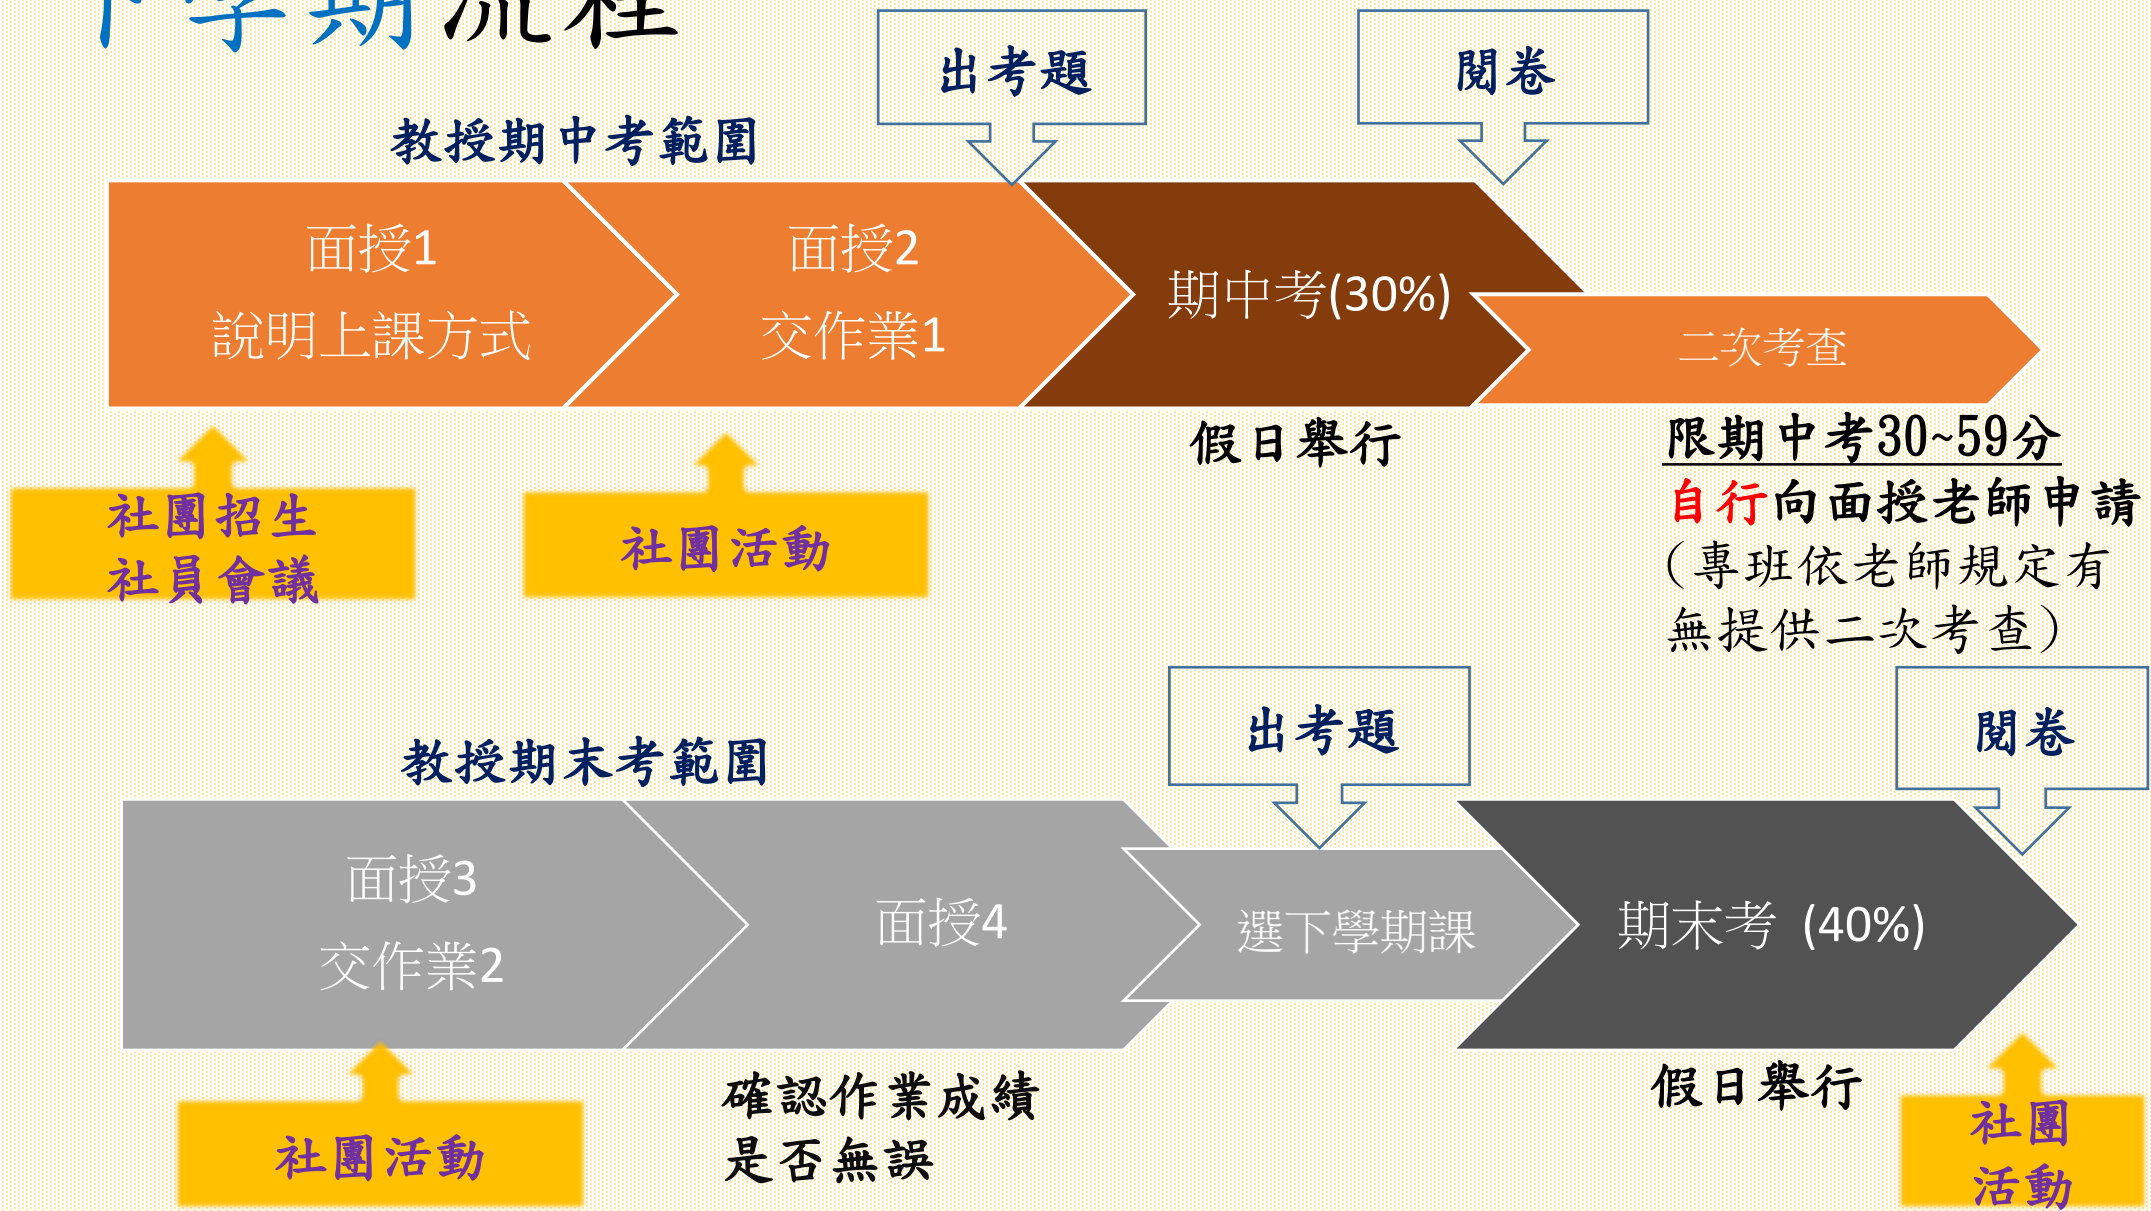 下學期流程
出考題
閱卷
教授期中考範圍
面授1
說明上課方式
面授2
交作業1
期中考(30%)
二次考查
假日舉行
限期中考30~59分
自行向面授老師申請
（專班依老師規定有
無提供二次考查）
社團招生
社員會議
社團活動
出考題
閱卷
教授期末考範圍
面授3
交作業2
面授4
選下學期課
期末考 (40%)
社團活動
確認作業成績
是否無誤
假日舉行
社團
活動